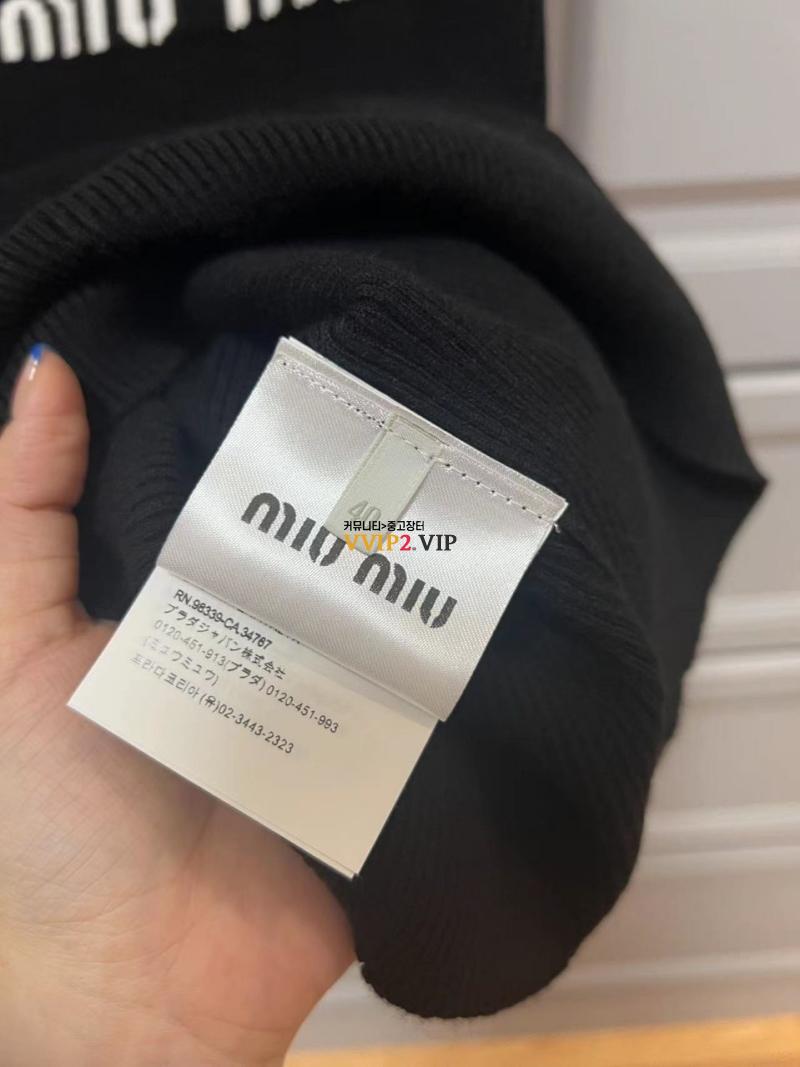 miu miu
40
커뮤니티>중고장터
VVIP2.VIP
miu miu
RN.98339-CA.34767
プラダジャパン株式会社
0120-451-913(プラダ)0120-451-993
(ミュウミュウ)
프라다코리아(유)02-3443-2323